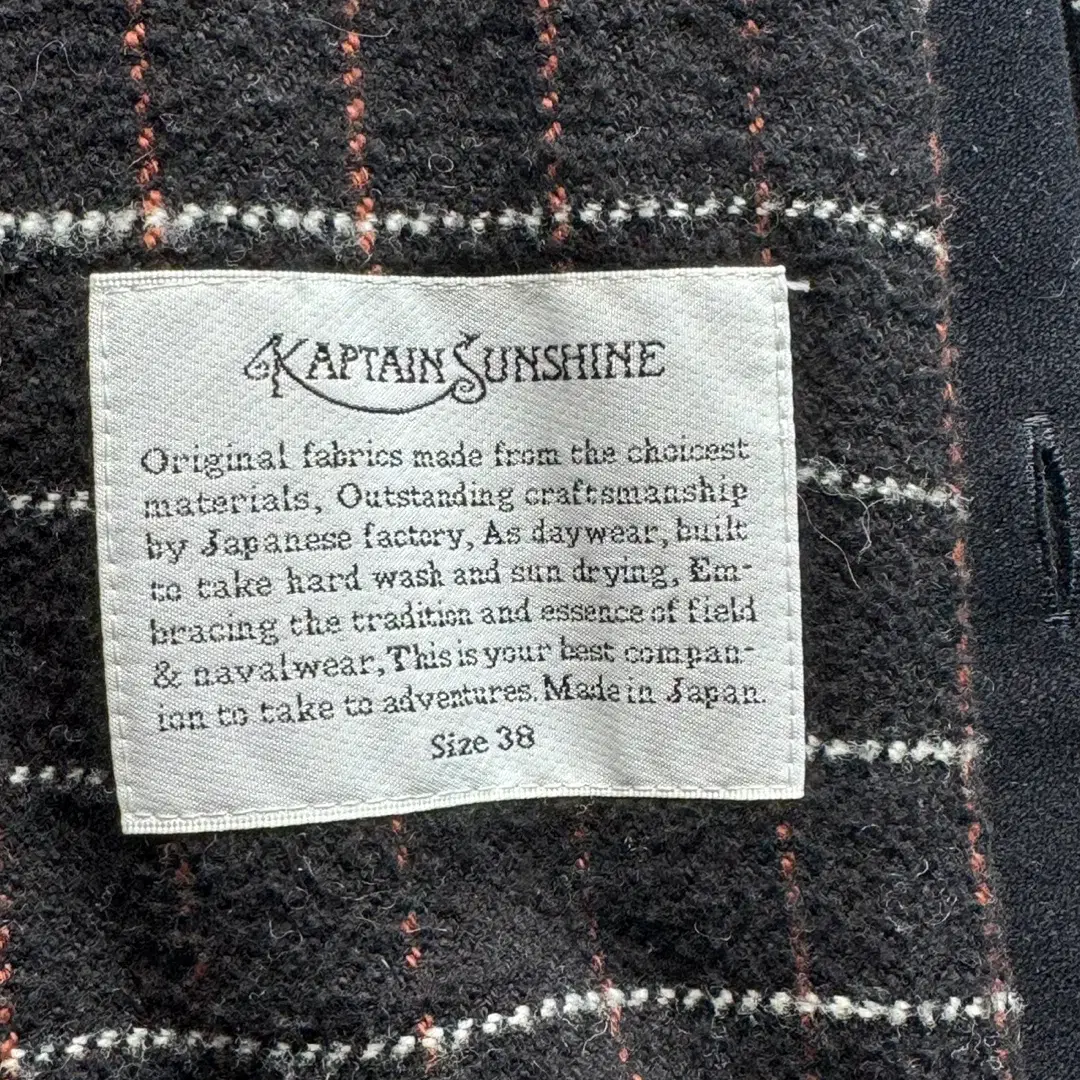 KAPTAIN SUNSHINE
Original fabrics made from the choicest
materials, Outstanding craftsmanship
by Japanese factory, As daywear, built
to take hard wash and sun drying, Em-
bracing the tradition and essence of field
& navalwear, This is your best compan-
ion to take to adventures. Made in Japan.
Size 38